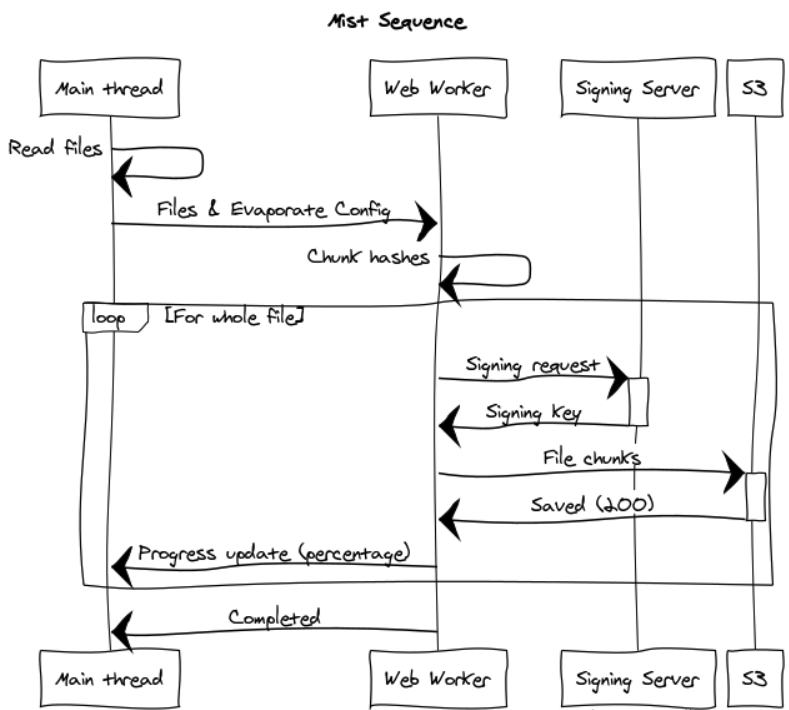 Mist Sequence
Main thread
Web Worker
Signing Server
S3
Read files
Files & Evaporate Config
Chunk hashes
loop
[For whole file]
Signing request
Signing key
File chunks
Saved (200)
Progress update (percentage)
Completed
Main thread
Web Worker
Signing Server
S3